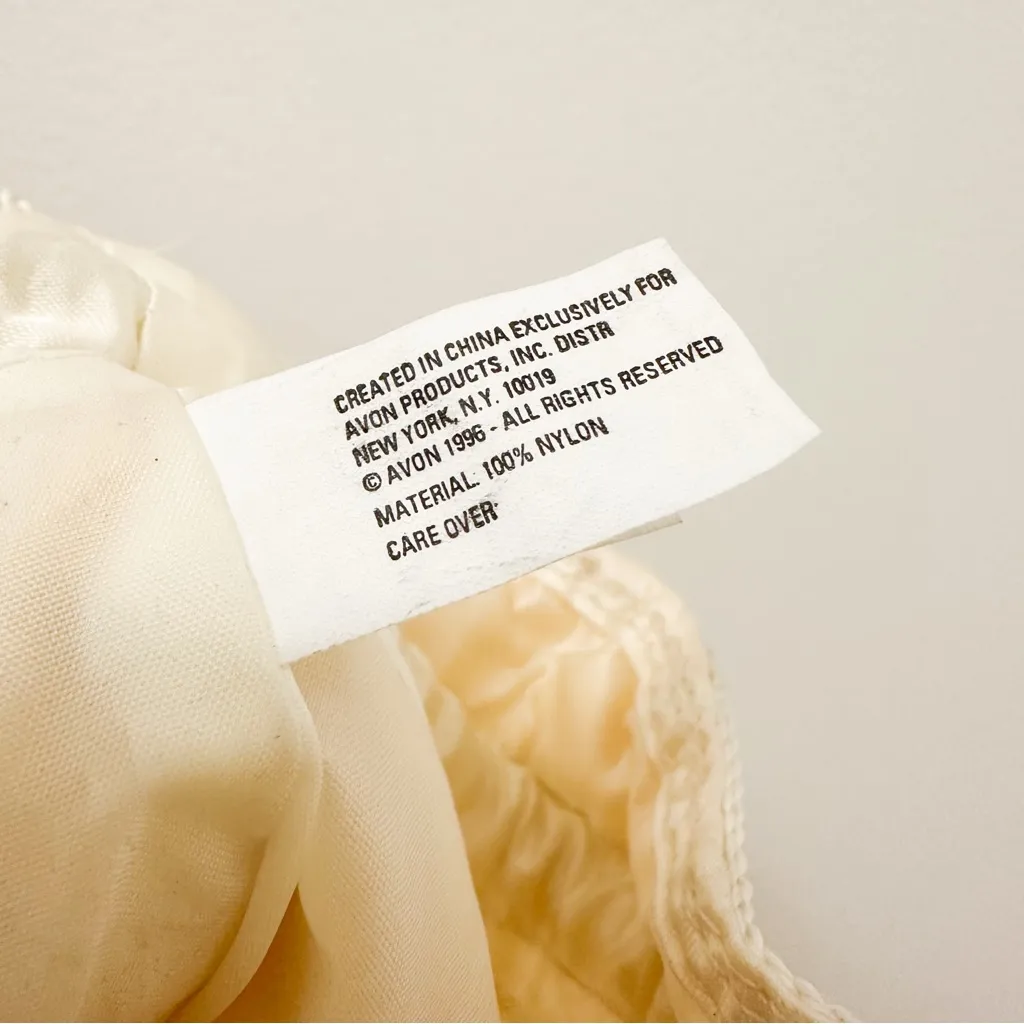 CREATED IN CHINA EXCLUSIVELY FOR
AVON PRODUCTS, INC. DISTR
NEW YORK, N.Y. 10019
© AVON 1996 - ALL RIGHTS RESERVED
MATERIAL: 100% NYLON
CARE OVER